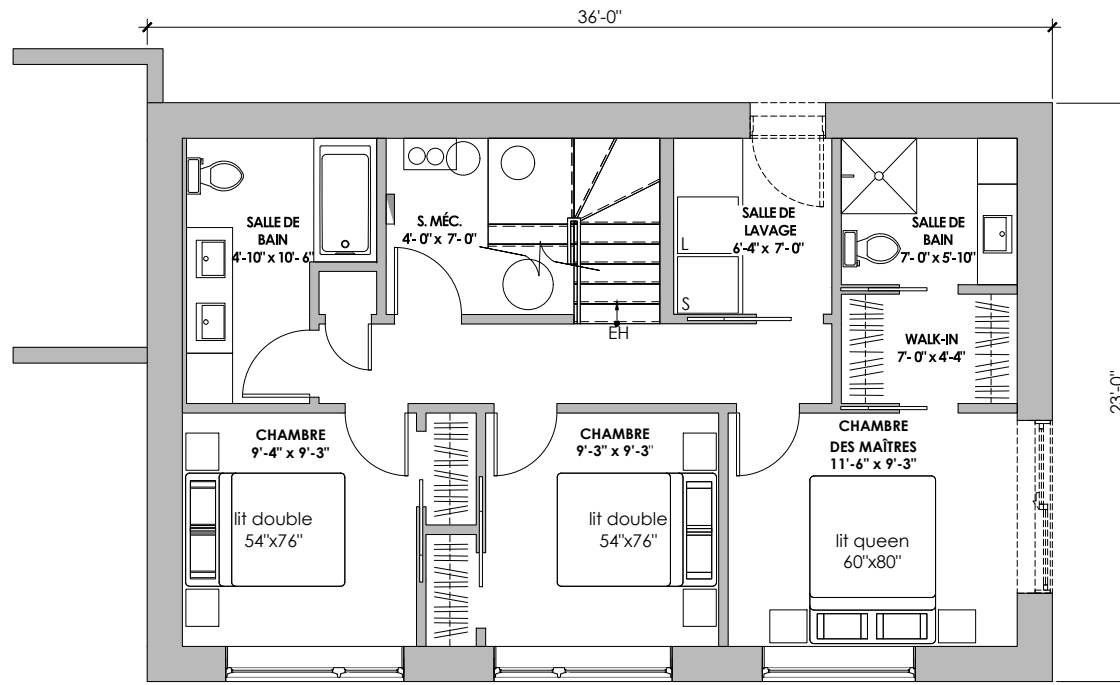 36'-0"
SALLE DE
BAIN
4'-10" x 10'- 6"
S. MÉC.
4'- 0" x 7'- 0"
L
S
EH
SALLE DE
LAVAGE
6'-4" x 7'- 0"
SALLE DE
BAIN
7'- 0" x 5'-10"
WALK-IN
7'- 0" x 4'-4"
23'-0"
CHAMBRE
9'-4" x 9'-3"
lit double
54"x76"
CHAMBRE
9'-3" x 9'-3"
lit double
54"x76"
CHAMBRE
DES MAÎTRES
11'-6" x 9'-3"
lit queen
60"x80"